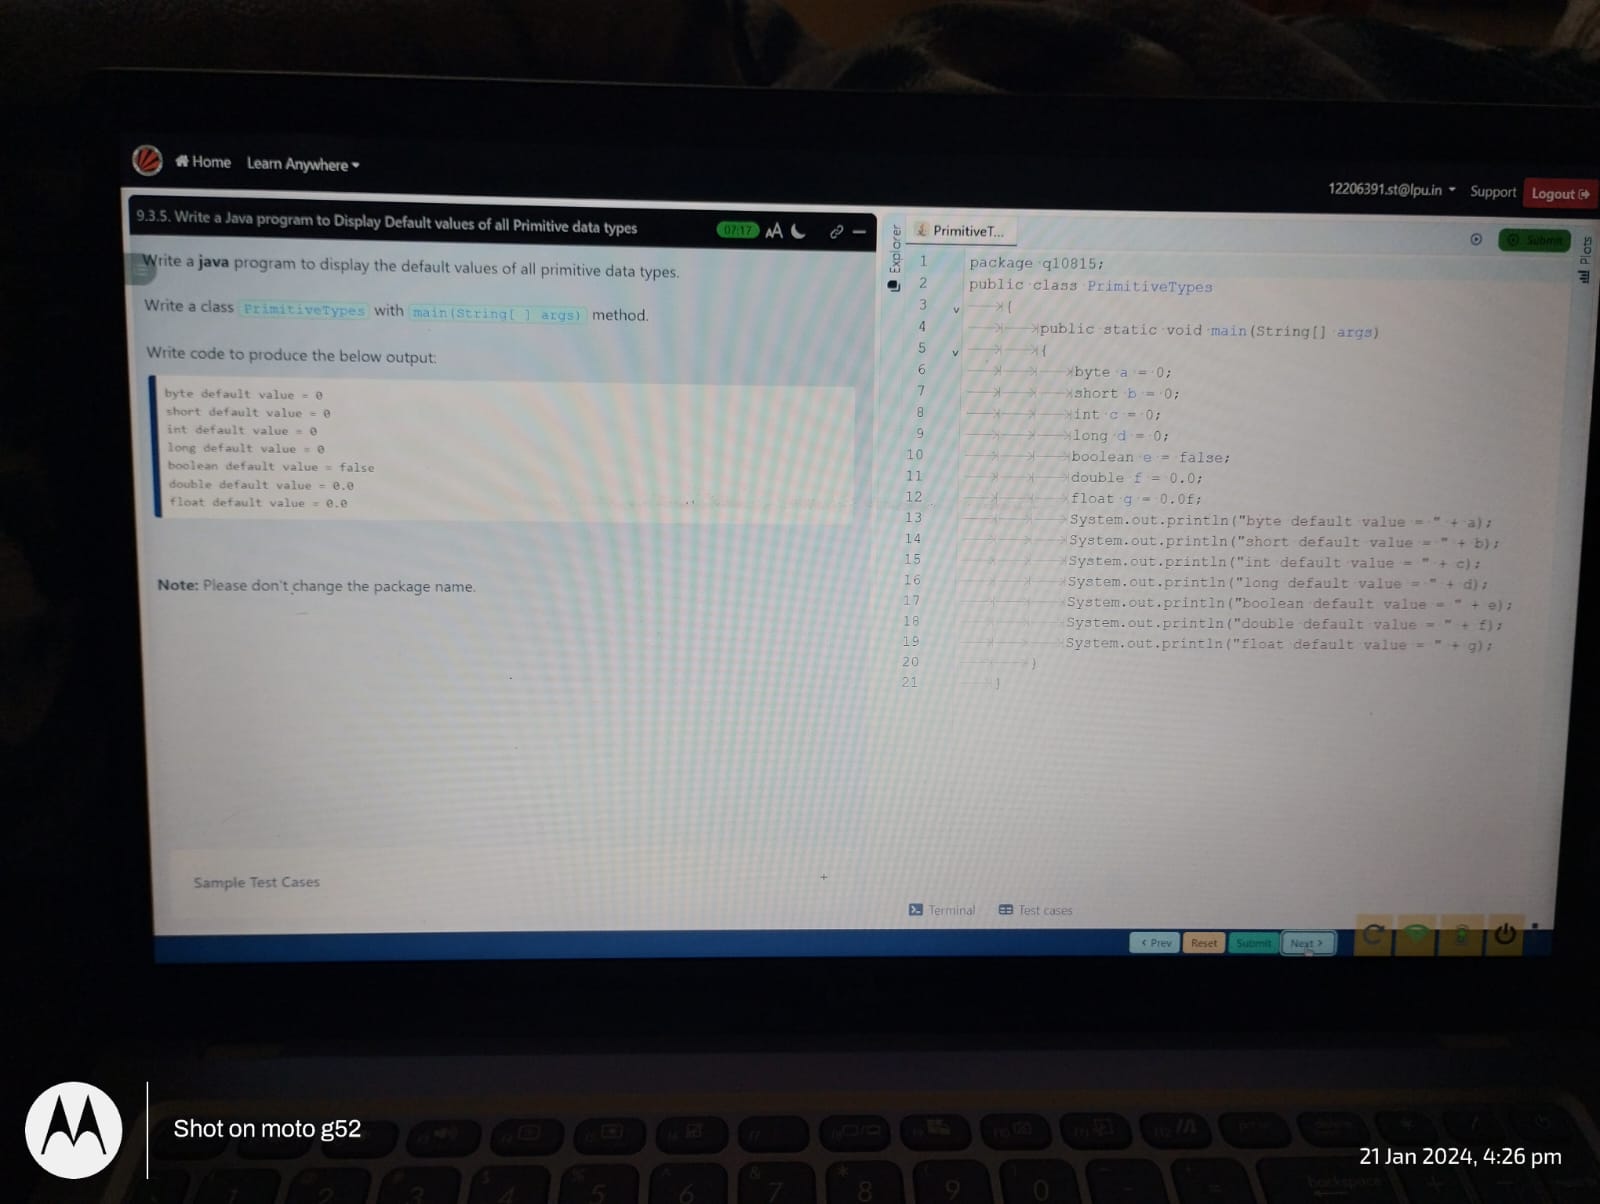 Home Learn Anywhere
12206391.st@lpu.in Support Logout
9.3.5. Write a Java program to Display Default values of all Primitive data types
07:17 AA
Write a java program to display the default values of all primitive data types.
Write a class PrimitiveTypes with main(String[ ] args) method.
Write code to produce the below output:
byte default value = 0
short default value = 0
int default value = 0
long default value = 0
boolean default value = false
double default value = 0.0
float default value = 0.0
Note: Please don't change the package name.
Sample Test Cases
+
Explorer
PrimitiveT...
Submit
Plots
1 package q10815;
2 public class PrimitiveTypes
3 {
4 public static void main(String[] args)
5 {
6 byte a = 0;
7 short b = 0;
8 int c = 0;
9 long d = 0;
10 boolean e = false;
11 double f = 0.0;
12 float g = 0.0f;
13 System.out.println("byte default value = " + a);
14 System.out.println("short default value = " + b);
15 System.out.println("int default value = " + c);
16 System.out.println("long default value = " + d);
17 System.out.println("boolean default value = " + e);
18 System.out.println("double default value = " + f);
19 System.out.println("float default value = " + g);
20 }
21 }
Terminal Test cases
< Prev Reset Submit Next >
Shot on moto g52
21 Jan 2024, 4:26 pm